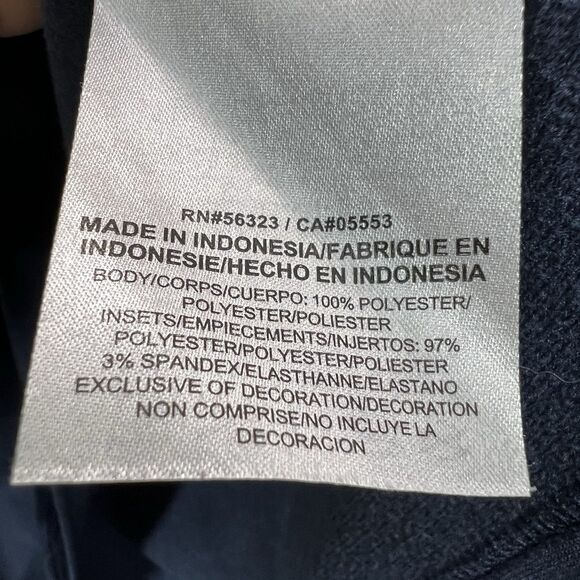 RN#56323 / CA#05553
MADE IN INDONESIA/FABRIQUE EN
INDONESIE/HECHO EN INDONESIA
BODY/CORPS/CUERPO: 100% POLYESTER/
POLYESTER/POLIESTER
INSETS/EMPIECEMENTS/INJERTOS: 97%
POLYESTER/POLYESTER/POLIESTER
3% SPANDEX/ELASTHANNE/ELASTANO
EXCLUSIVE OF DECORATION/DECORATION
NON COMPRISE/NO INCLUYE LA
DECORACION